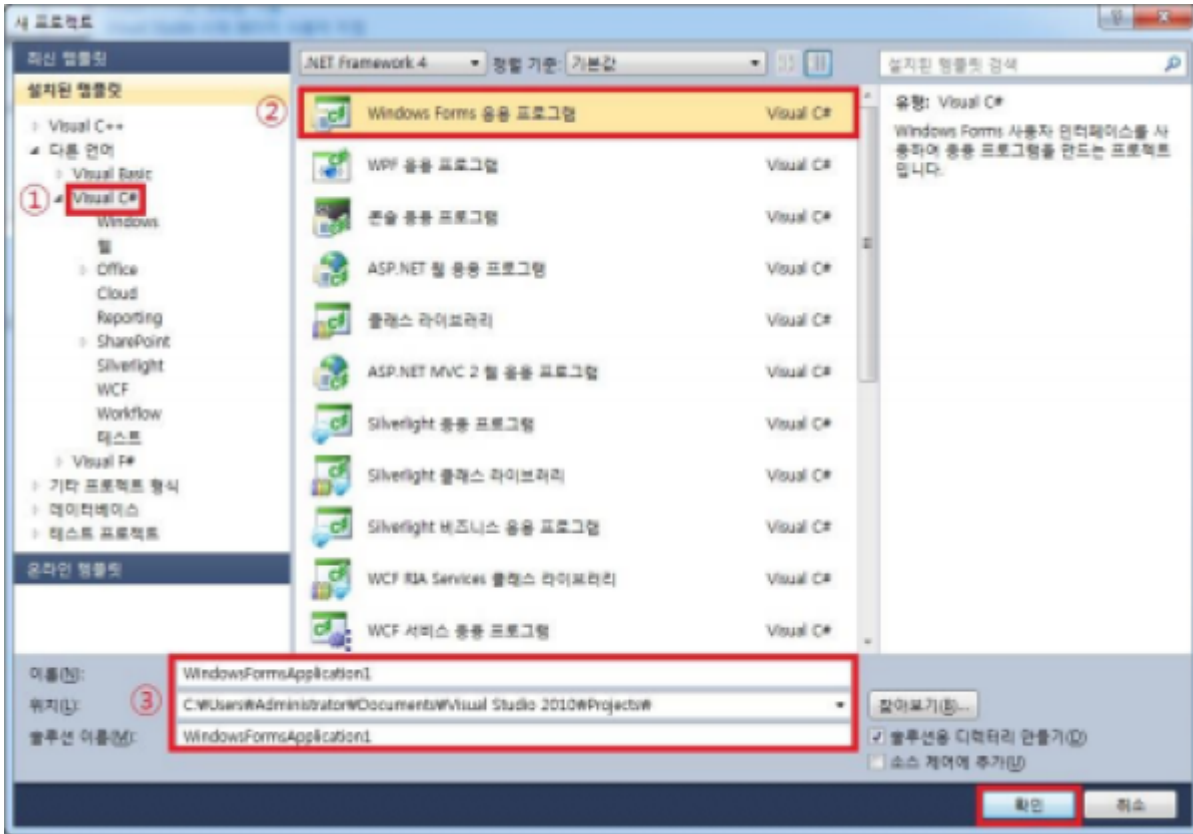 새 프로젝트
최신 템플릿
설치된 템플릿
Visual C++
다른 언어
Visual Basic
① Visual C#
Windows
웹
Office
Cloud
Reporting
SharePoint
Silverlight
WCF
Workflow
테스트
Visual F#
기타 프로젝트 형식
데이터베이스
테스트 프로젝트
온라인 템플릿
.NET Framework 4 정렬 기준: 기본값
② Windows Forms 응용 프로그램 Visual C#
WPF 응용 프로그램 Visual C#
콘솔 응용 프로그램 Visual C#
ASP.NET 웹 응용 프로그램 Visual C#
클래스 라이브러리 Visual C#
ASP.NET MVC 2 웹 응용 프로그램 Visual C#
Silverlight 응용 프로그램 Visual C#
Silverlight 클래스 라이브러리 Visual C#
Silverlight 비즈니스 응용 프로그램 Visual C#
WCF RIA Services 클래스 라이브러리 Visual C#
WCF 서비스 응용 프로그램 Visual C#
설치된 템플릿 검색
유형: Visual C#
Windows Forms 사용자 인터페이스를 사
용하여 응용 프로그램을 만드는 프로젝트
입니다.
이름(N): WindowsFormsApplication1
③ 위치(L): C:₩Users₩Administrator₩Documents₩Visual Studio 2010₩Projects₩ 찾아보기(B)...
솔루션 이름(M): WindowsFormsApplication1
솔루션용 디렉터리 만들기(D)
소스 제어에 추가(U)
확인 취소